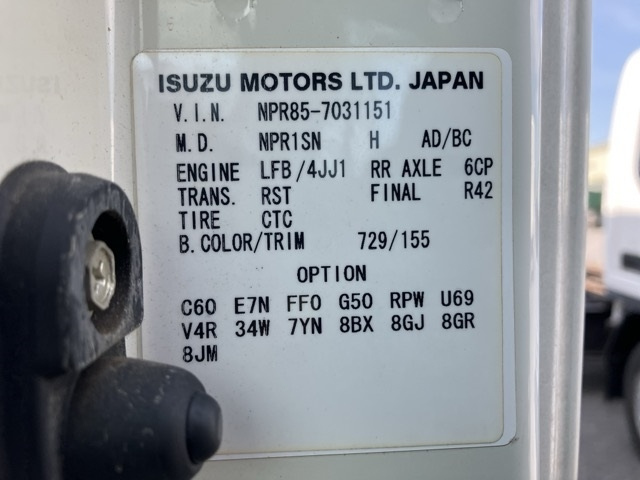 ISUZU MOTORS LTD. JAPAN
V.I.N. NPR85-7031151
M.D. NPR1SN H AD/BC
ENGINE LFB/4JJ1 RR AXLE 6CP
TRANS. RST FINAL R42
TIRE CTC
B.COLOR/TRIM 729/155
OPTION
C60 E7N FF0 G50 RPW U69
V4R 34W 7YN 8BX 8GJ 8GR
8JM